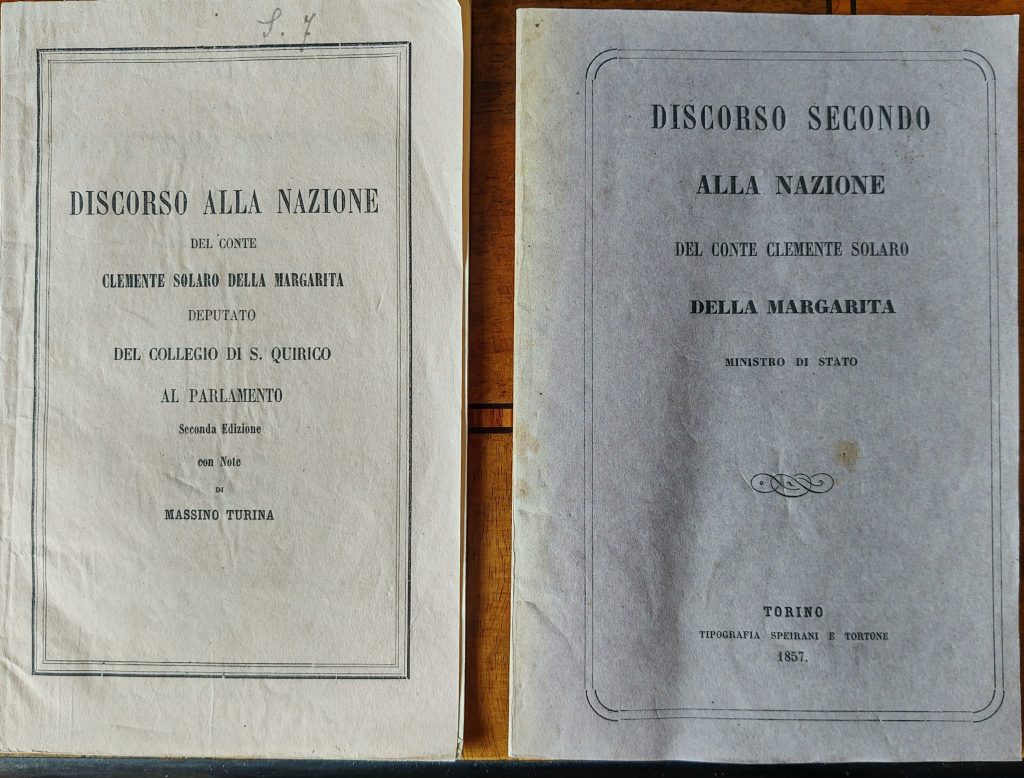 S. 7
DISCORSO ALLA NAZIONE
DEL CONTE
CLEMENTE SOLARO DELLA MARGARITA
DEPUTATO
DEL COLLEGIO DI S. QUIRICO
AL PARLAMENTO
Seconda Edizione
con Note
DI
MASSINO TURINA
DISCORSO SECONDO
ALLA NAZIONE
DEL CONTE CLEMENTE SOLARO
DELLA MARGARITA
MINISTRO DI STATO
TORINO
TIPOGRAFIA SPEIRANI E TORTONE
1857.